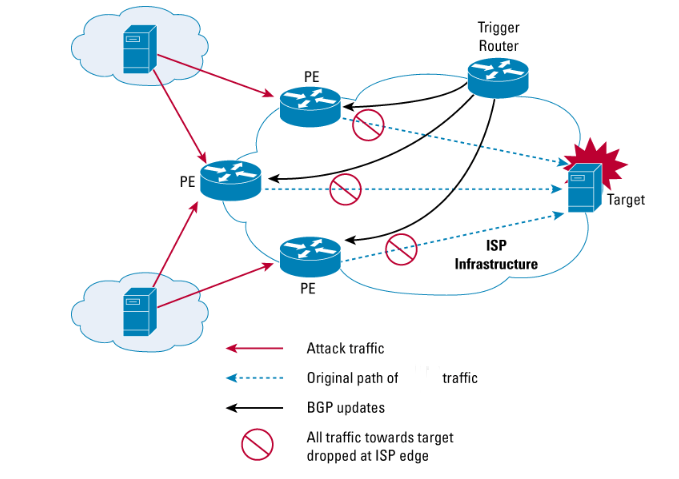 Trigger
Router
PE
PE
Target
ISP
Infrastructure
PE
Attack traffic
Original path of traffic
BGP updates
All traffic towards target
dropped at ISP edge